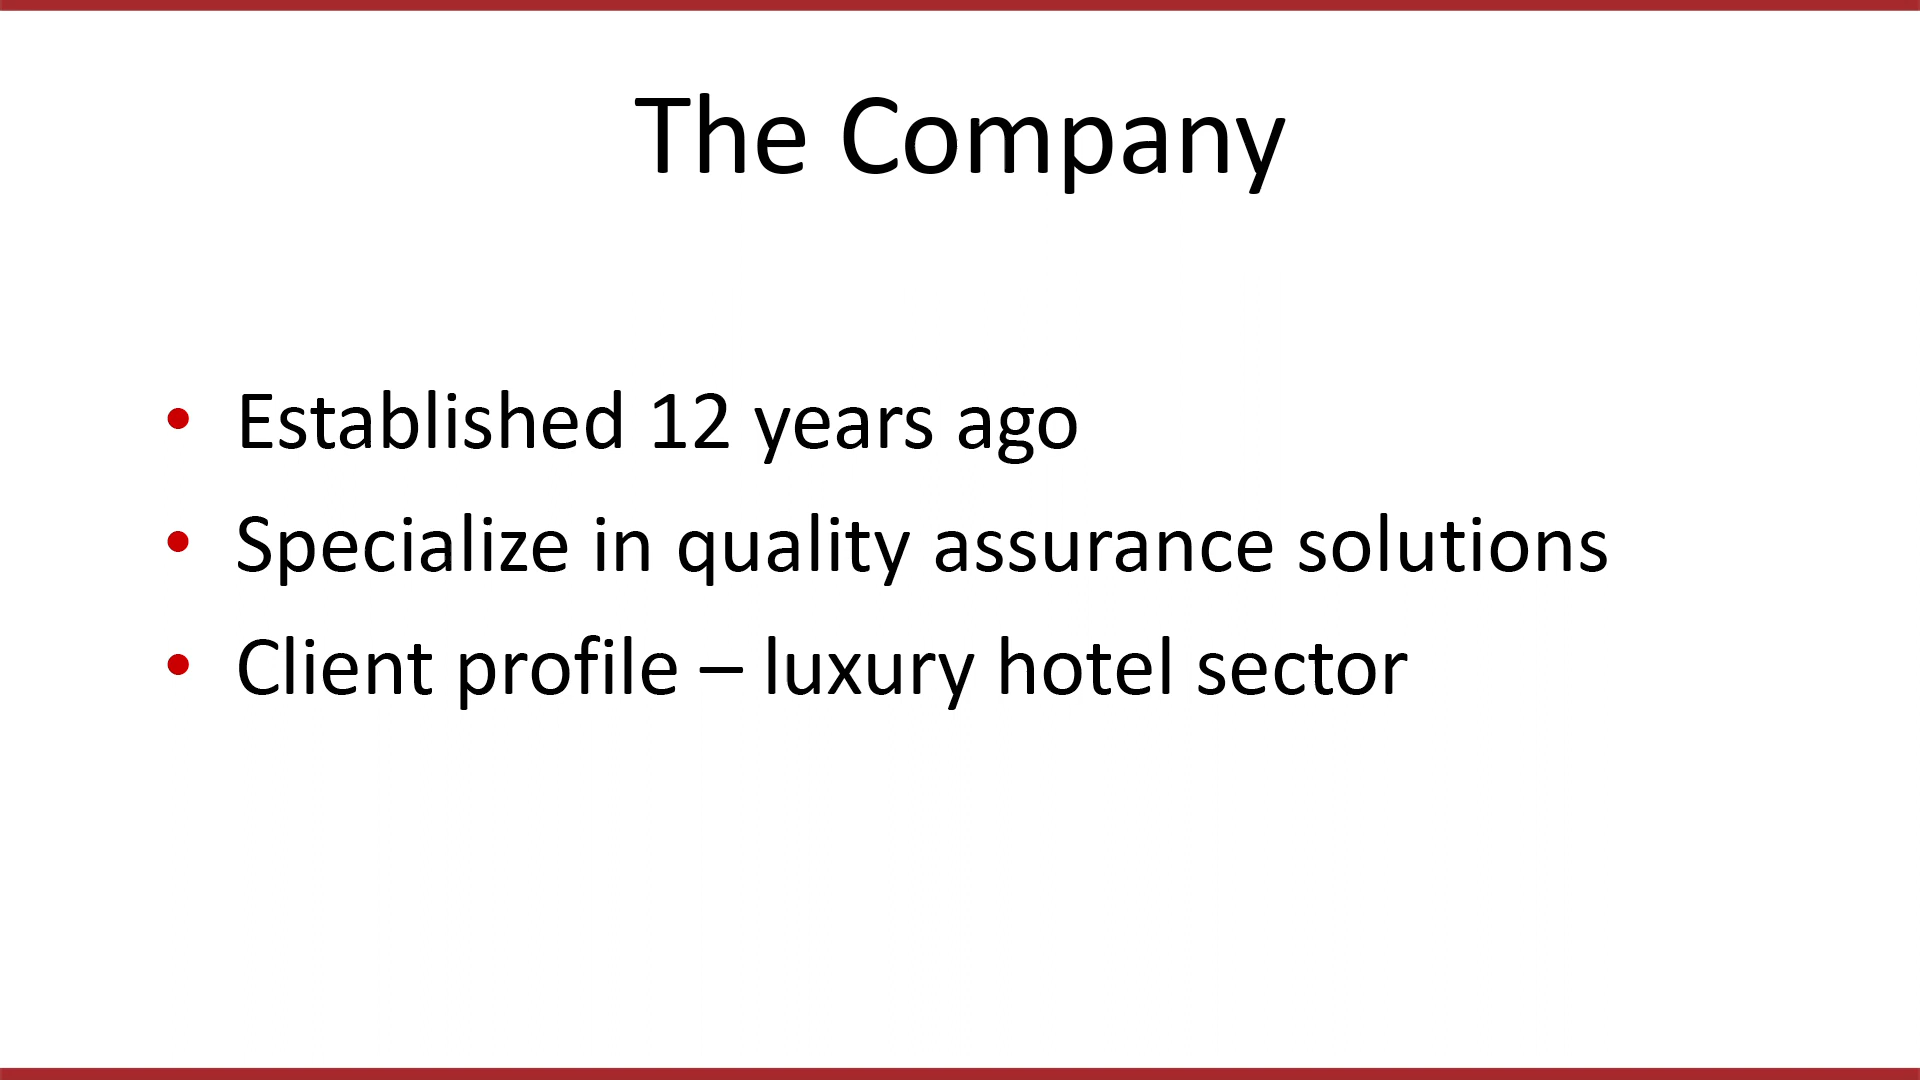 The Company
• Established 12 years ago
• Specialize in quality assurance solutions
• Client profile – luxury hotel sector